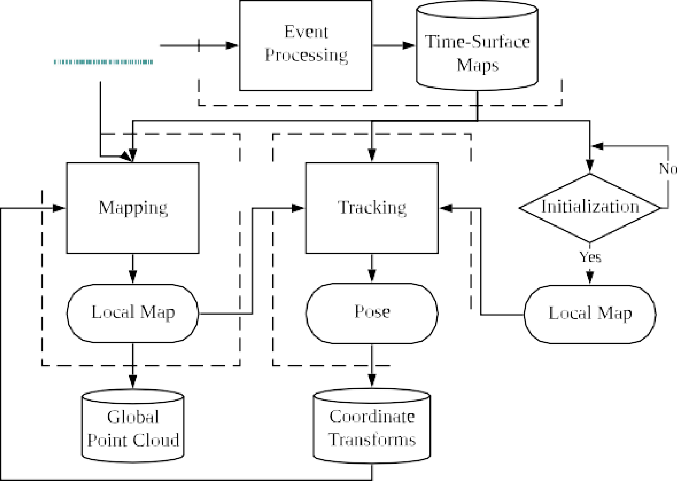 Event
Processing
Time-Surface
Maps
No
Mapping
Tracking
Initialization
Yes
Local Map
Pose
Local Map
Global
Point Cloud
Coordinate
Transforms